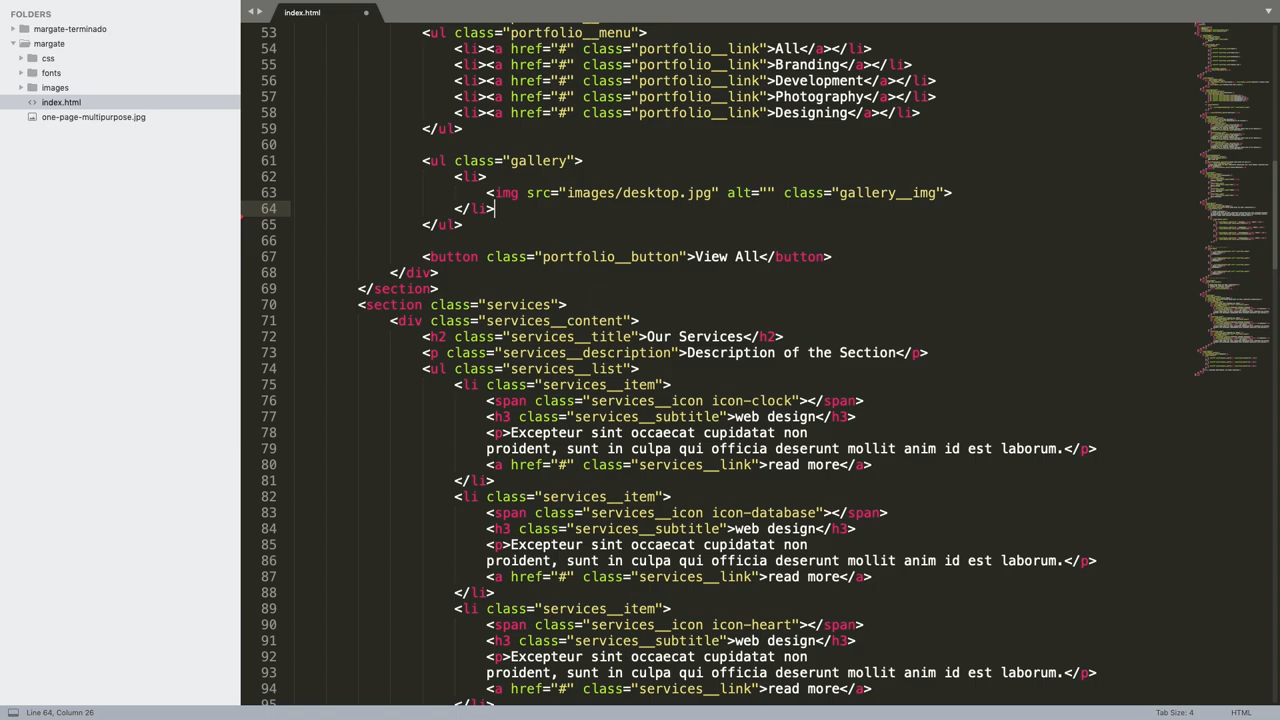 FOLDERS
margate-terminado
margate
css
fonts
images
<> index.html
one-page-multipurpose.jpg
index.html
53 <ul class="portfolio__menu">
54 <li><a href="#" class="portfolio__link">All</a></li>
55 <li><a href="#" class="portfolio__link">Branding</a></li>
56 <li><a href="#" class="portfolio__link">Development</a></li>
57 <li><a href="#" class="portfolio__link">Photography</a></li>
58 <li><a href="#" class="portfolio__link">Designing</a></li>
59 </ul>
60
61 <ul class="gallery">
62 <li>
63 <img src="images/desktop.jpg" alt="" class="gallery__img">
64 </li>
65 </ul>
66
67 <button class="portfolio__button">View All</button>
68 </div>
69 </section>
70 <section class="services">
71 <div class="services__content">
72 <h2 class="services__title">Our Services</h2>
73 <p class="services__description">Description of the Section</p>
74 <ul class="services__list">
75 <li class="services__item">
76 <span class="services__icon icon-clock"></span>
77 <h3 class="services__subtitle">web design</h3>
78 <p>Excepteur sint occaecat cupidatat non
79 proident, sunt in culpa qui officia deserunt mollit anim id est laborum.</p>
80 <a href="#" class="services__link">read more</a>
81 </li>
82 <li class="services__item">
83 <span class="services__icon icon-database"></span>
84 <h3 class="services__subtitle">web design</h3>
85 <p>Excepteur sint occaecat cupidatat non
86 proident, sunt in culpa qui officia deserunt mollit anim id est laborum.</p>
87 <a href="#" class="services__link">read more</a>
88 </li>
89 <li class="services__item">
90 <span class="services__icon icon-heart"></span>
91 <h3 class="services__subtitle">web design</h3>
92 <p>Excepteur sint occaecat cupidatat non
93 proident, sunt in culpa qui officia deserunt mollit anim id est laborum.</p>
94 <a href="#" class="services__link">read more</a>
95 </li>
Line 64, Column 26
Tab Size: 4
HTML